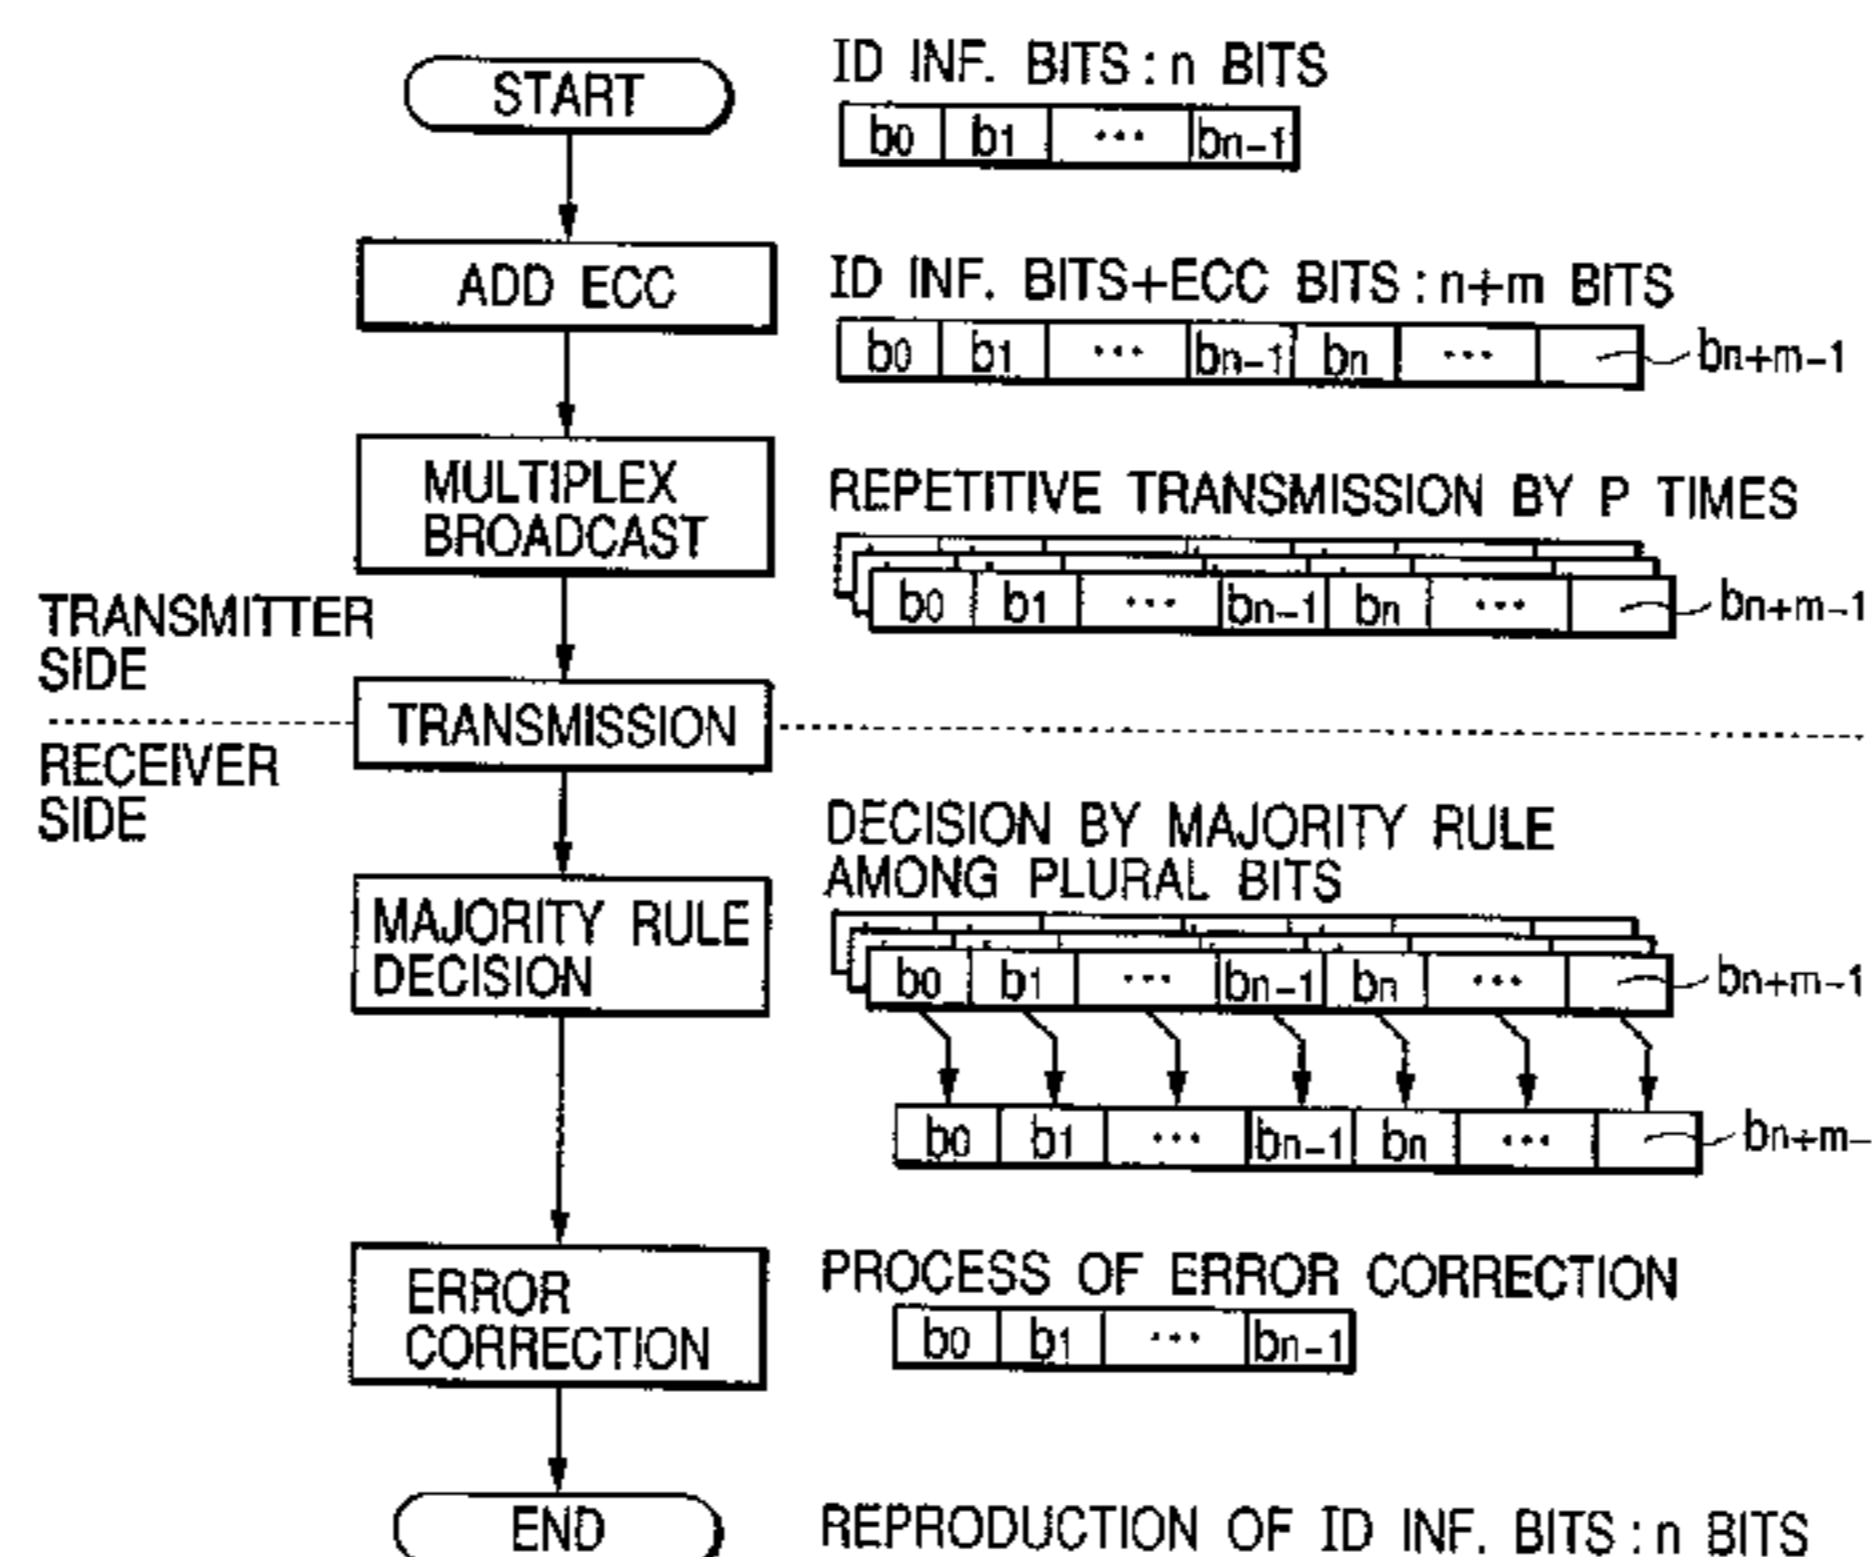 START
ID INF. BITS : n BITS
b0 b1 ... bn-1
ADD ECC
ID INF. BITS+ECC BITS : n+m BITS
b0 b1 ... bn-1 bn ... bn+m-1
MULTIPLEX
BROADCAST
REPETITIVE TRANSMISSION BY P TIMES
b0 b1 ... bn-1 bn ... bn+m-1
TRANSMITTER
SIDE
TRANSMISSION
RECEIVER
SIDE
DECISION BY MAJORITY RULE
AMONG PLURAL BITS
MAJORITY RULE
DECISION
b0 b1 ... bn-1 bn ... bn+m-1
b0 b1 ... bn-1 bn ... bn+m-
ERROR
CORRECTION
PROCESS OF ERROR CORRECTION
b0 b1 ... bn-1
END
REPRODUCTION OF ID INF. BITS : n BITS